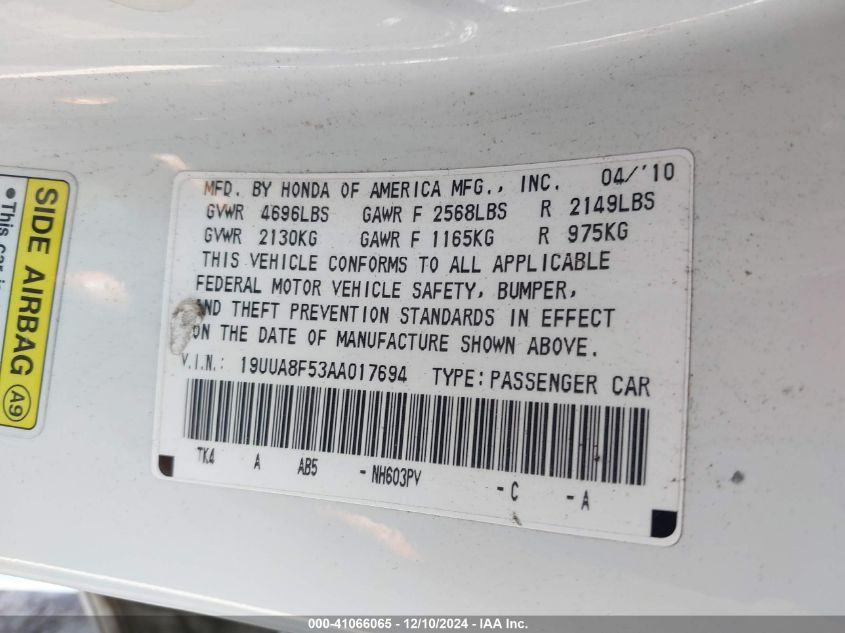 MFD. BY HONDA OF AMERICA MFG., INC. 04/'10
GVWR 4696LBS GAWR F 2568LBS R 2149LBS
GVWR 2130KG GAWR F 1165KG R 975KG
THIS VEHICLE CONFORMS TO ALL APPLICABLE
FEDERAL MOTOR VEHICLE SAFETY, BUMPER,
AND THEFT PREVENTION STANDARDS IN EFFECT
ON THE DATE OF MANUFACTURE SHOWN ABOVE.
V.I.N.: 19UUA8F53AA017694 TYPE:PASSENGER CAR
TK4 A AB5 -NH603PV -C -A
SIDE AIRBAG A9
•This car is
000-41066065 - 12/10/2024 - IAA Inc.